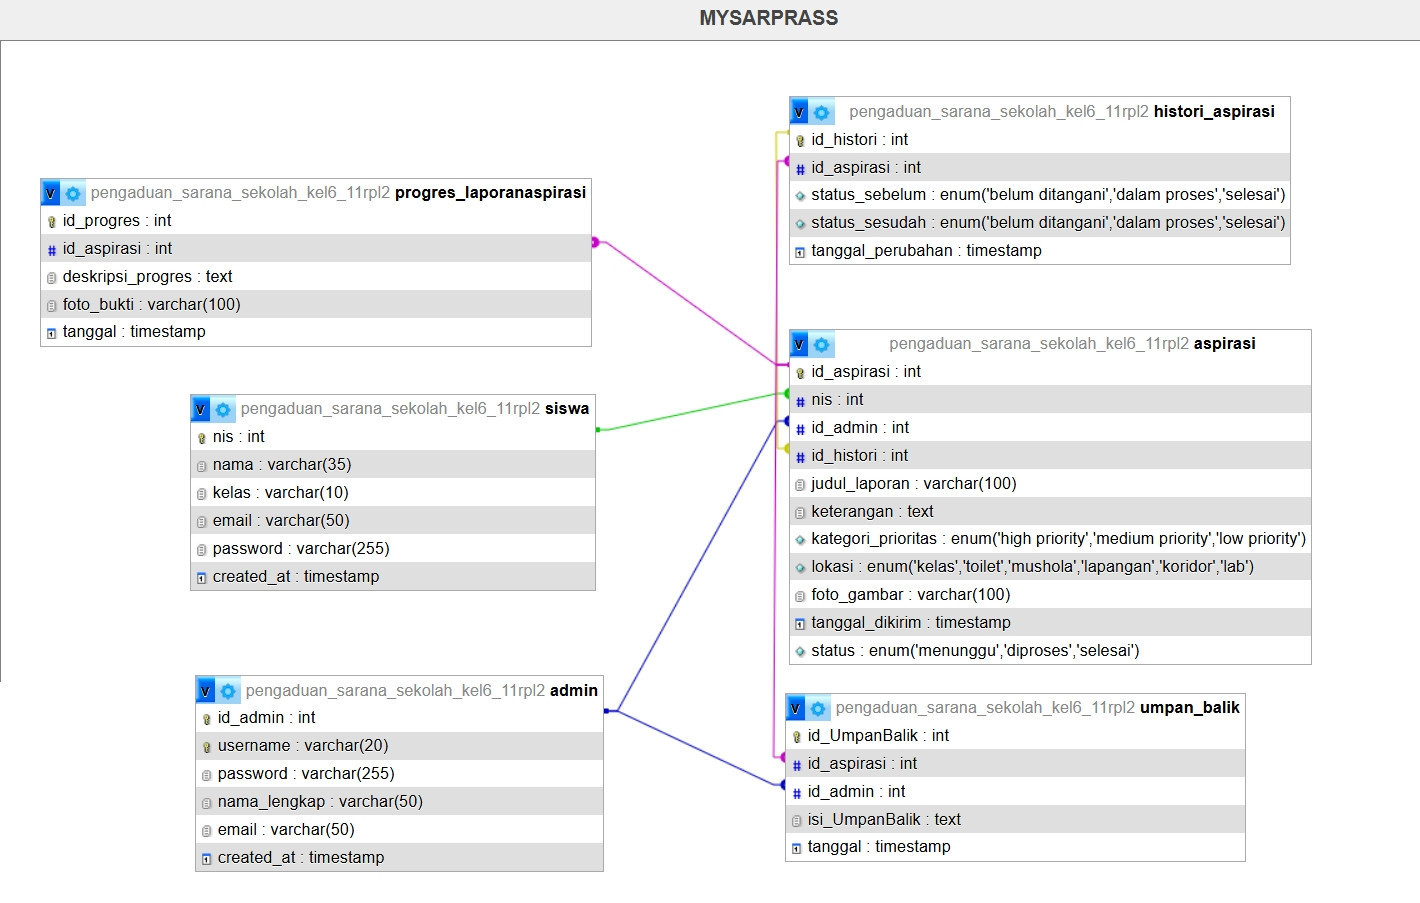 MYSARPRASS
pengaduan_sarana_sekolah_kel6_11rpl2 progres_laporanaspirasi
id_progres : int
id_aspirasi : int
deskripsi_progres : text
foto_bukti : varchar(100)
tanggal : timestamp
pengaduan_sarana_sekolah_kel6_11rpl2 siswa
nis : int
nama : varchar(35)
kelas : varchar(10)
email : varchar(50)
password : varchar(255)
created_at : timestamp
pengaduan_sarana_sekolah_kel6_11rpl2 admin
id_admin : int
username : varchar(20)
password : varchar(255)
nama_lengkap : varchar(50)
email : varchar(50)
created_at : timestamp
pengaduan_sarana_sekolah_kel6_11rpl2 histori_aspirasi
id_histori : int
id_aspirasi : int
status_sebelum : enum('belum ditangani','dalam proses','selesai')
status_sesudah : enum('belum ditangani','dalam proses','selesai')
tanggal_perubahan : timestamp
pengaduan_sarana_sekolah_kel6_11rpl2 aspirasi
id_aspirasi : int
nis : int
id_admin : int
id_histori : int
judul_laporan : varchar(100)
keterangan : text
kategori_prioritas : enum('high priority','medium priority','low priority')
lokasi : enum('kelas','toilet','mushola','lapangan','koridor','lab')
foto_gambar : varchar(100)
tanggal_dikirim : timestamp
status : enum('menunggu','diproses','selesai')
pengaduan_sarana_sekolah_kel6_11rpl2 umpan_balik
id_UmpanBalik : int
id_aspirasi : int
id_admin : int
isi_UmpanBalik : text
tanggal : timestamp